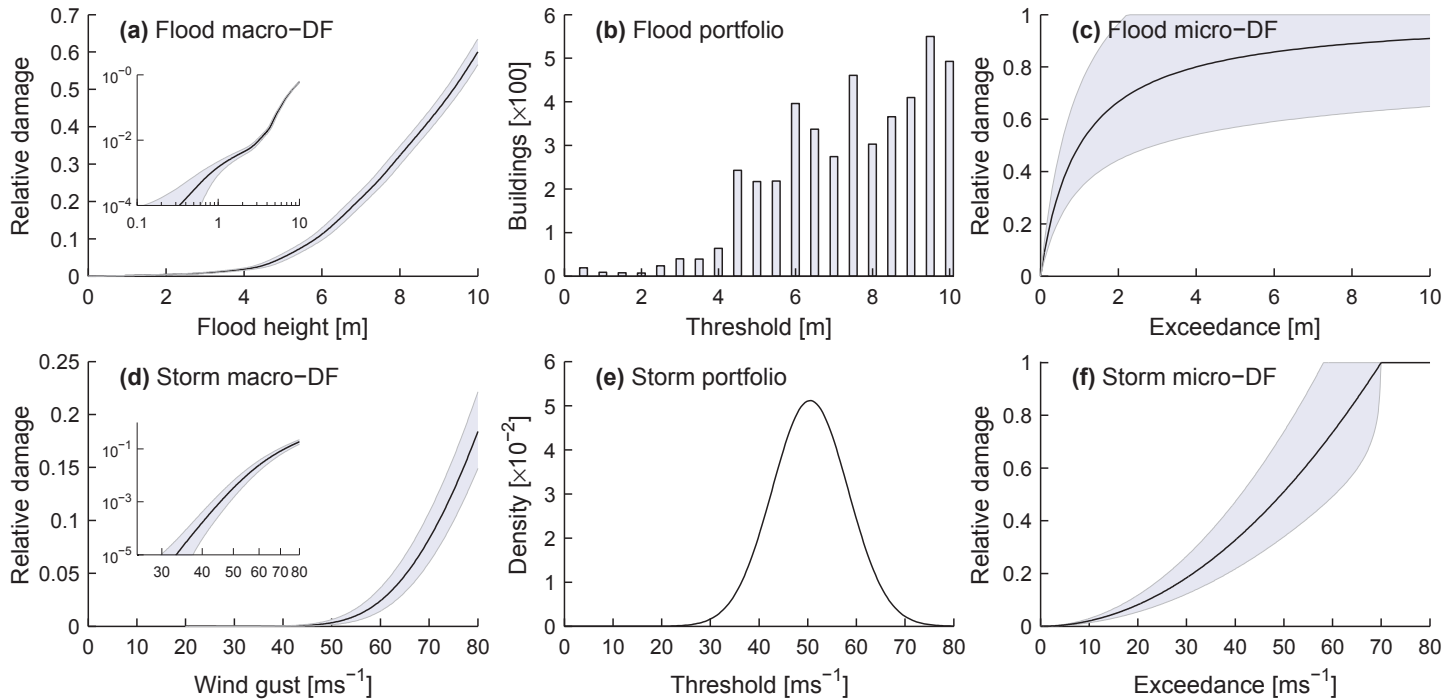 (a) Flood macro−DF
Relative damage
0.7
0.6
0.5
0.4
0.3
0.2
0.1
0
10−0
10−2
10−4
0.1 1 10
0 2 4 6 8 10
Flood height [m]
(b) Flood portfolio
Buildings [×100]
6
5
4
3
2
1
0
0 2 4 6 8 10
Threshold [m]
(c) Flood micro−DF
Relative damage
1
0.8
0.6
0.4
0.2
0
0 2 4 6 8 10
Exceedance [m]
(d) Storm macro−DF
Relative damage
0.25
0.2
0.15
0.1
0.05
0
10−1
10−3
10−5
30 40 50 60 70 80
0 10 20 30 40 50 60 70 80
Wind gust [ms−1]
(e) Storm portfolio
Density [×10−2]
6
5
4
3
2
1
0
0 10 20 30 40 50 60 70 80
Threshold [ms−1]
(f) Storm micro−DF
Relative damage
1
0.8
0.6
0.4
0.2
0
0 10 20 30 40 50 60 70 80
Exceedance [ms−1]